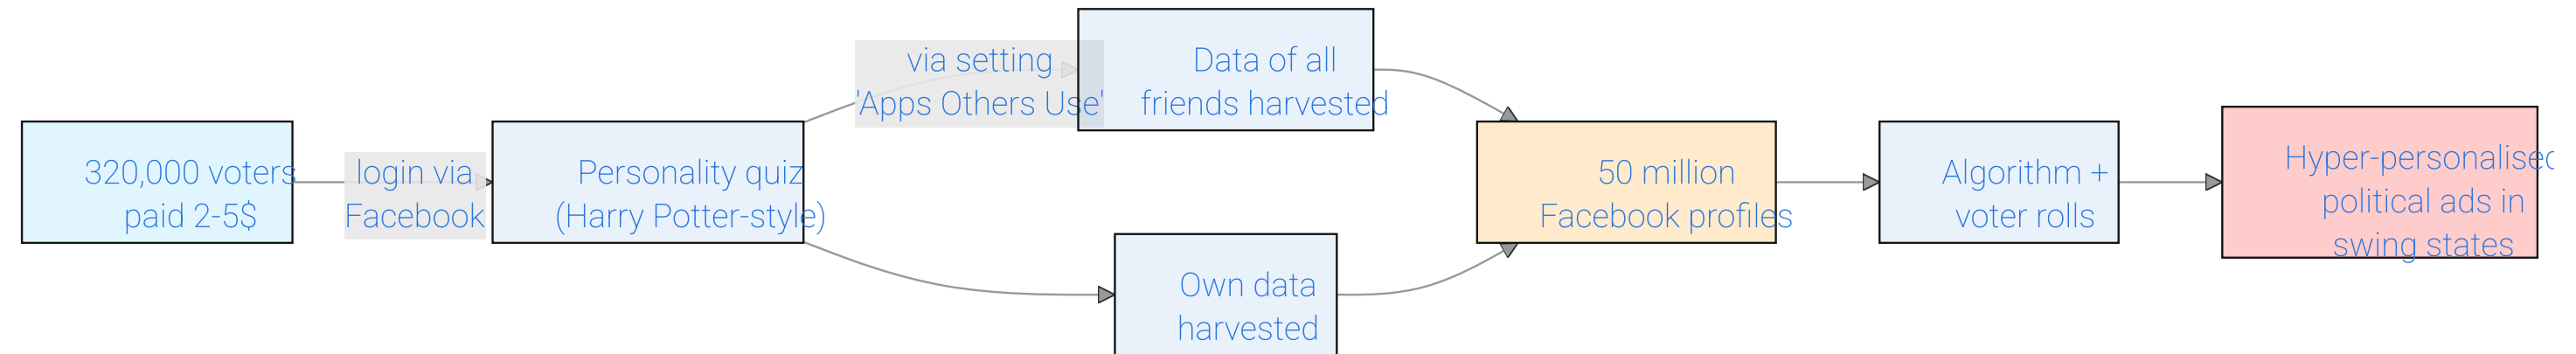 320,000 voters
paid 2-5$
login via
Facebook
Personality quiz
(Harry Potter-style)
via setting
'Apps Others Use'
Data of all
friends harvested
Own data
harvested
50 million
Facebook profiles
Algorithm +
voter rolls
Hyper-personalised
political ads in
swing states